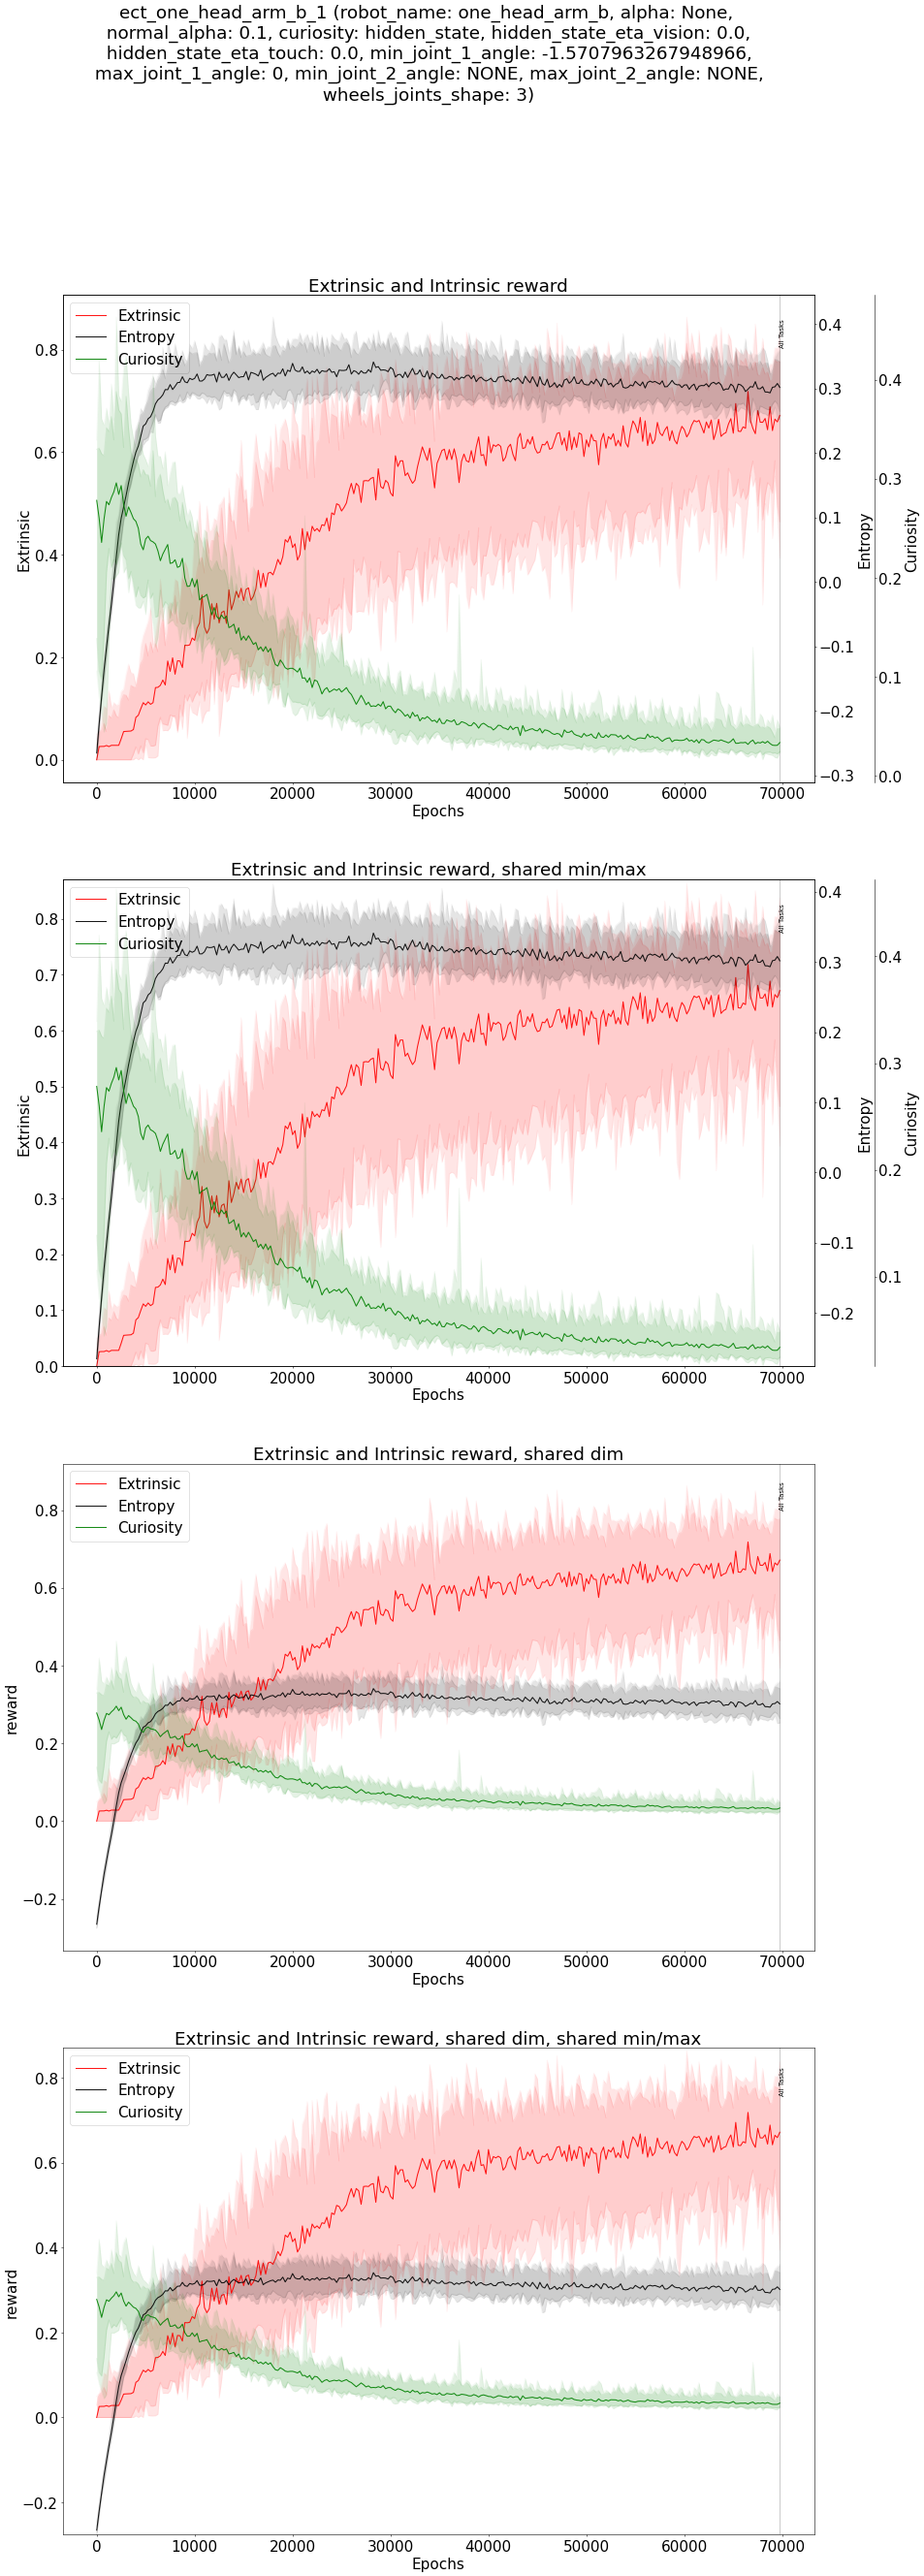 ect_one_head_arm_b_1 (robot_name: one_head_arm_b, alpha: None,
normal_alpha: 0.1, curiosity: hidden_state, hidden_state_eta_vision: 0.0,
hidden_state_eta_touch: 0.0, min_joint_1_angle: -1.5707963267948966,
max_joint_1_angle: 0, min_joint_2_angle: NONE, max_joint_2_angle: NONE,
wheels_joints_shape: 3)
Extrinsic and Intrinsic reward
Extrinsic
Entropy
Curiosity
All Tasks
0.8
0.6
0.4
0.2
0.0
Extrinsic
0.4
0.3
0.2
0.1
0.0
−0.1
−0.2
−0.3
Entropy
0.4
0.3
0.2
0.1
0
Curiosity
0 10000 20000 30000 40000 50000 60000 70000
Epochs
Extrinsic and Intrinsic reward, shared min/max
Extrinsic
Entropy
Curiosity
All Tasks
0.8
0.7
0.6
0.5
0.4
0.3
0.2
0.1
0.0
Extrinsic
0.4
0.3
0.2
0.1
0.0
−0.1
−0.2
Entropy
0.4
0.3
0.2
0.1
Curiosity
0 10000 20000 30000 40000 50000 60000 70000
Epochs
Extrinsic and Intrinsic reward, shared dim
Extrinsic
Entropy
Curiosity
All Tasks
0.8
0.6
0.4
0.2
0.0
−0.2
reward
0 10000 20000 30000 40000 50000 60000 70000
Epochs
Extrinsic and Intrinsic reward, shared dim, shared min/max
Extrinsic
Entropy
Curiosity
All Tasks
0.8
0.6
0.4
0.2
0.0
−0.2
reward
0 10000 20000 30000 40000 50000 60000 70000
Epochs